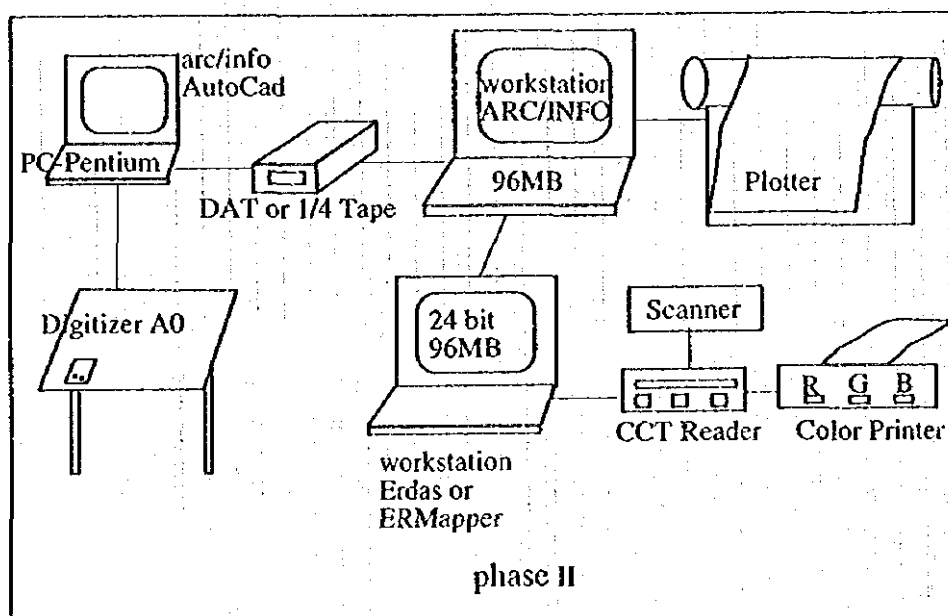 arc/info
AutoCad
PC-Pentium
DAT or 1/4 Tape
workstation
ARC/INFO
96MB
Plotter
Digitizer A0
24 bit
96MB
workstation
Erdas or
ERMapper
Scanner
CCT Reader
R G B
Color Printer
phase II